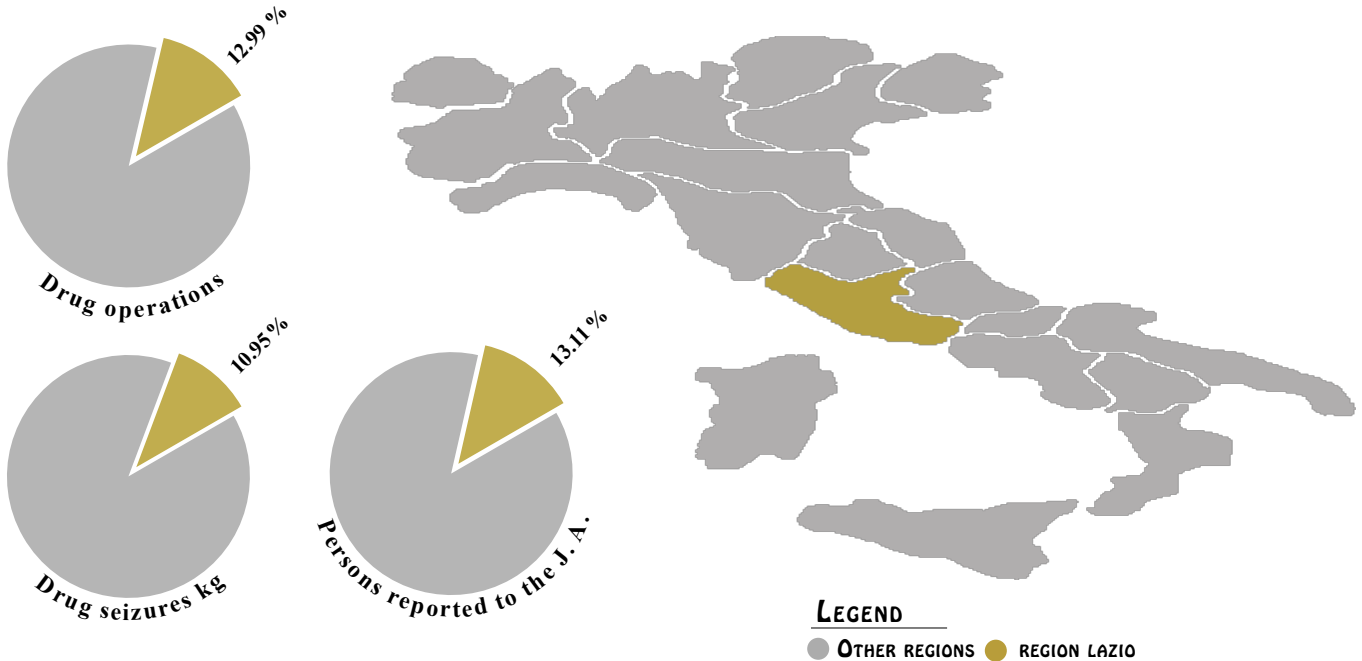 12.99 %
Drug operations
10.95 %
Drug seizures kg
13.11 %
Persons reported to the J. A.
LEGEND
OTHER REGIONS
REGION LAZIO